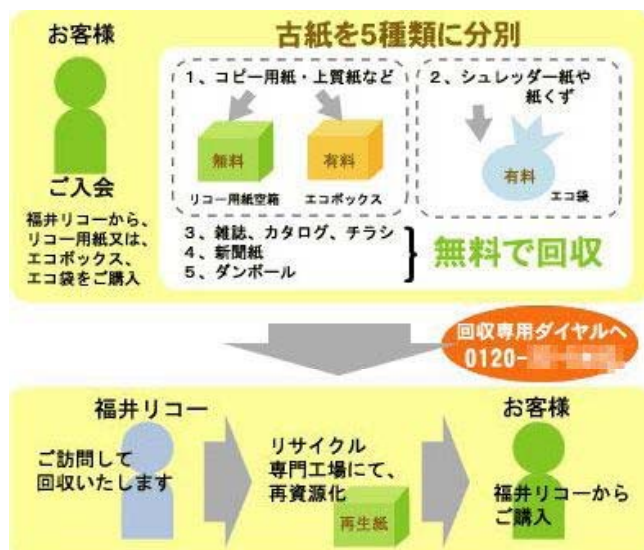 お客様
古紙を5種類に分別
1、コピー用紙・上質紙など
無料
有料
リコー用紙空箱
エコボックス
2、シュレッダー紙や
紙くず
有料
エコ袋
ご入会
福井リコーから、
リコー用紙又は、
エコボックス、
エコ袋をご購入
3、雑誌、カタログ、チラシ
4、新聞紙
5、ダンボール
無料で回収
回収専用ダイヤルへ
0120-
福井リコー
ご訪問して
回収いたします
リサイクル
専門工場にて、
再資源化
再生紙
お客様
福井リコーから
ご購入